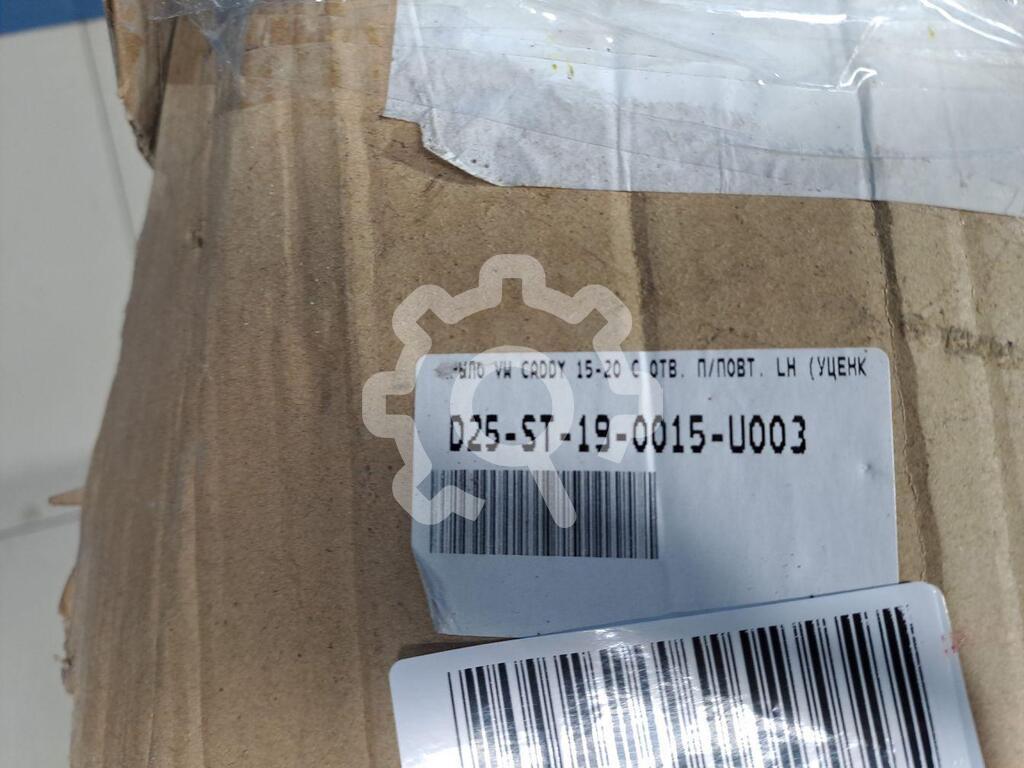 VW CADDY 15-20 С ОТВ. П/ПОВТ. LH (УЦЕНК
D25-ST-19-0015-U003